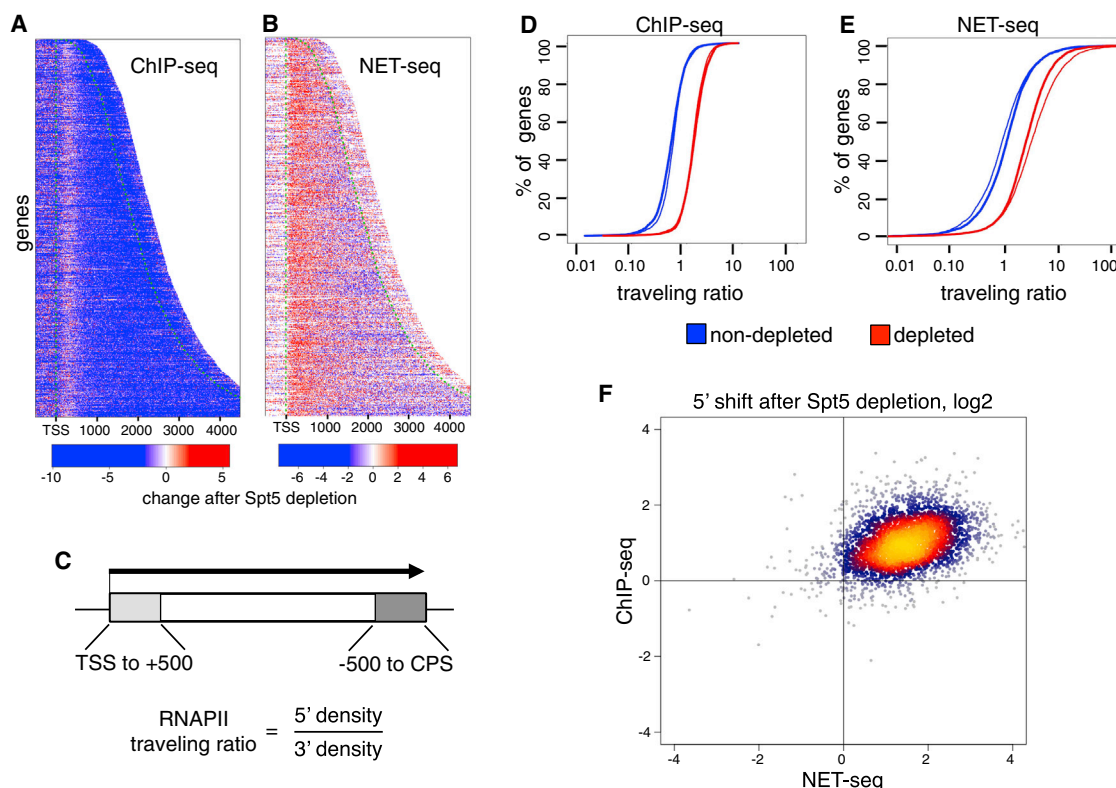 A
ChIP-seq
genes
TSS 1000 2000 3000 4000
-10 -5 0 5
B
NET-seq
TSS 1000 2000 3000 4000
-6 -4 -2 0 2 4 6
change after Spt5 depletion
C
TSS to +500
-500 to CPS
RNAPII
traveling ratio
=
5' density
3' density
D
ChIP-seq
% of genes
0 20 40 60 80 100
0.01 0.10 1 10 100
traveling ratio
E
NET-seq
% of genes
0 20 40 60 80 100
0.01 0.10 1 10 100
traveling ratio
non-depleted
depleted
F
5' shift after Spt5 depletion, log2
ChIP-seq
4
2
0
-2
-4
-4 -2 0 2 4
NET-seq